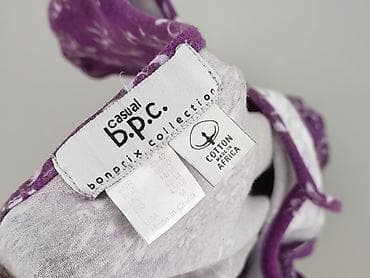 casual
b.p.c.
bonprix collection
COTTON
MADE IN
AFRICA